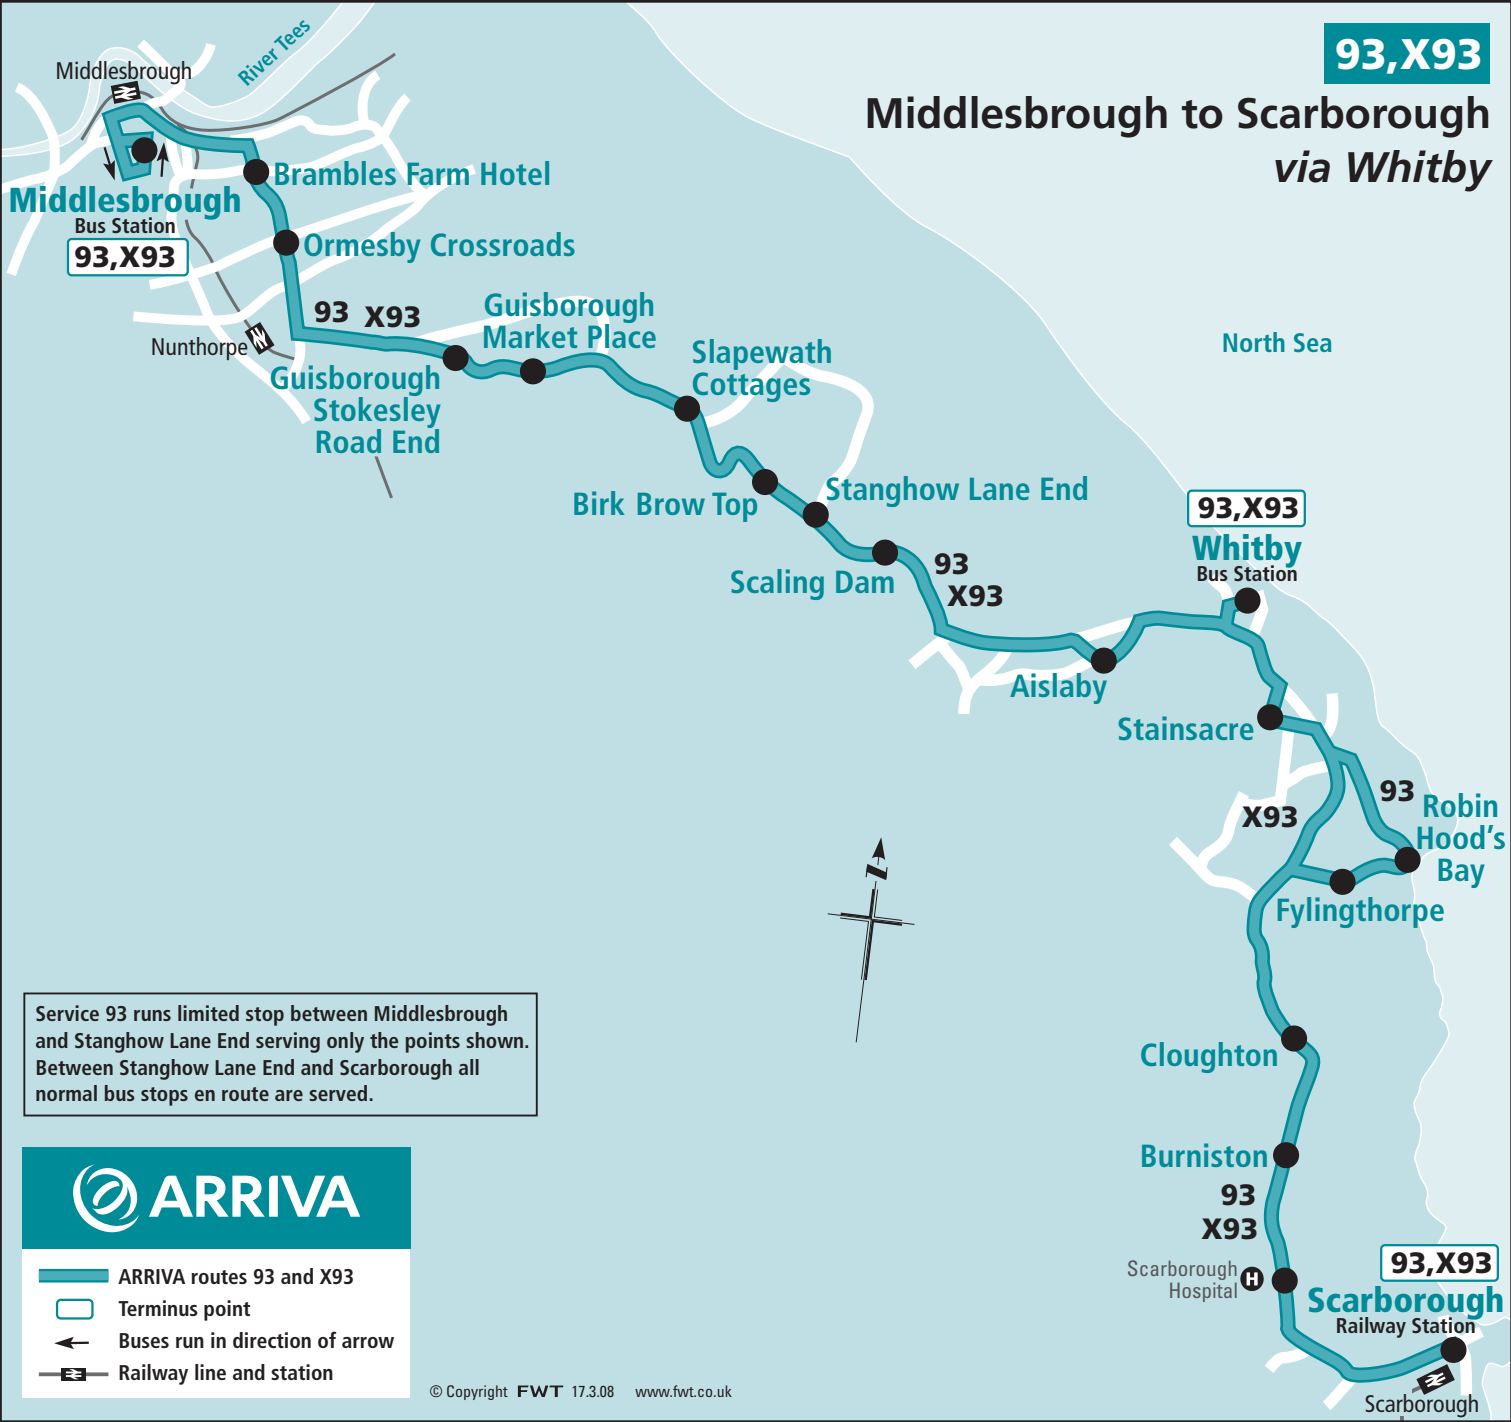 93,X93
Middlesbrough to Scarborough
via Whitby
River Tees
Middlesbrough
Middlesbrough
Bus Station
93,X93
Brambles Farm Hotel
Ormesby Crossroads
Nunthorpe
93 X93
Guisborough
Stokesley
Road End
Guisborough
Market Place
Slapewath
Cottages
Birk Brow Top
Stanghow Lane End
Scaling Dam
93
X93
North Sea
Aislaby
93,X93
Whitby
Bus Station
Stainsacre
X93
93
Robin
Hood's
Bay
Fylingthorpe
N
Cloughton
Burniston
93
X93
Scarborough
Hospital
H
93,X93
Scarborough
Railway Station
Scarborough
Service 93 runs limited stop between Middlesbrough
and Stanghow Lane End serving only the points shown.
Between Stanghow Lane End and Scarborough all
normal bus stops en route are served.
ARRIVA
ARRIVA routes 93 and X93
Terminus point
Buses run in direction of arrow
Railway line and station
© Copyright FWT 17.3.08 www.fwt.co.uk